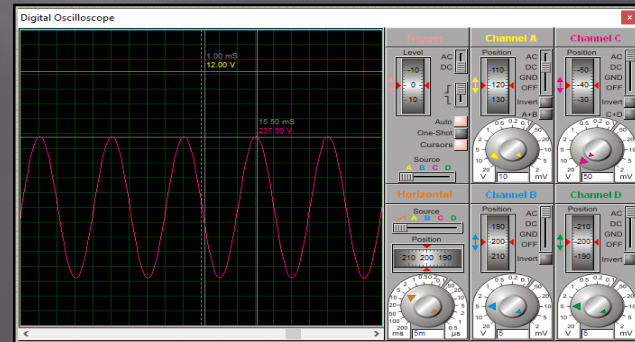 Digital Oscilloscope
1.00 mS
12.00 V
15.50 mS
237.50 V
Trigger
Level
-10
0
10
AC
DC
Auto
One-Shot
Cursors
Source
A B C D
Channel A
Position
-110
-120
-130
AC
DC
GND
OFF
Invert
A+B
V
10
mV
Channel C
Position
-50
-40
-30
AC
DC
GND
OFF
Invert
C+D
V
50
mV
Horizontal
Source
A B C D
Position
210 200 190
ms
5m
µs
Channel B
Position
190
200
210
AC
DC
GND
OFF
Invert
V
5
mV
Channel D
Position
-210
-200
-190
AC
DC
GND
OFF
Invert
V
5
mV